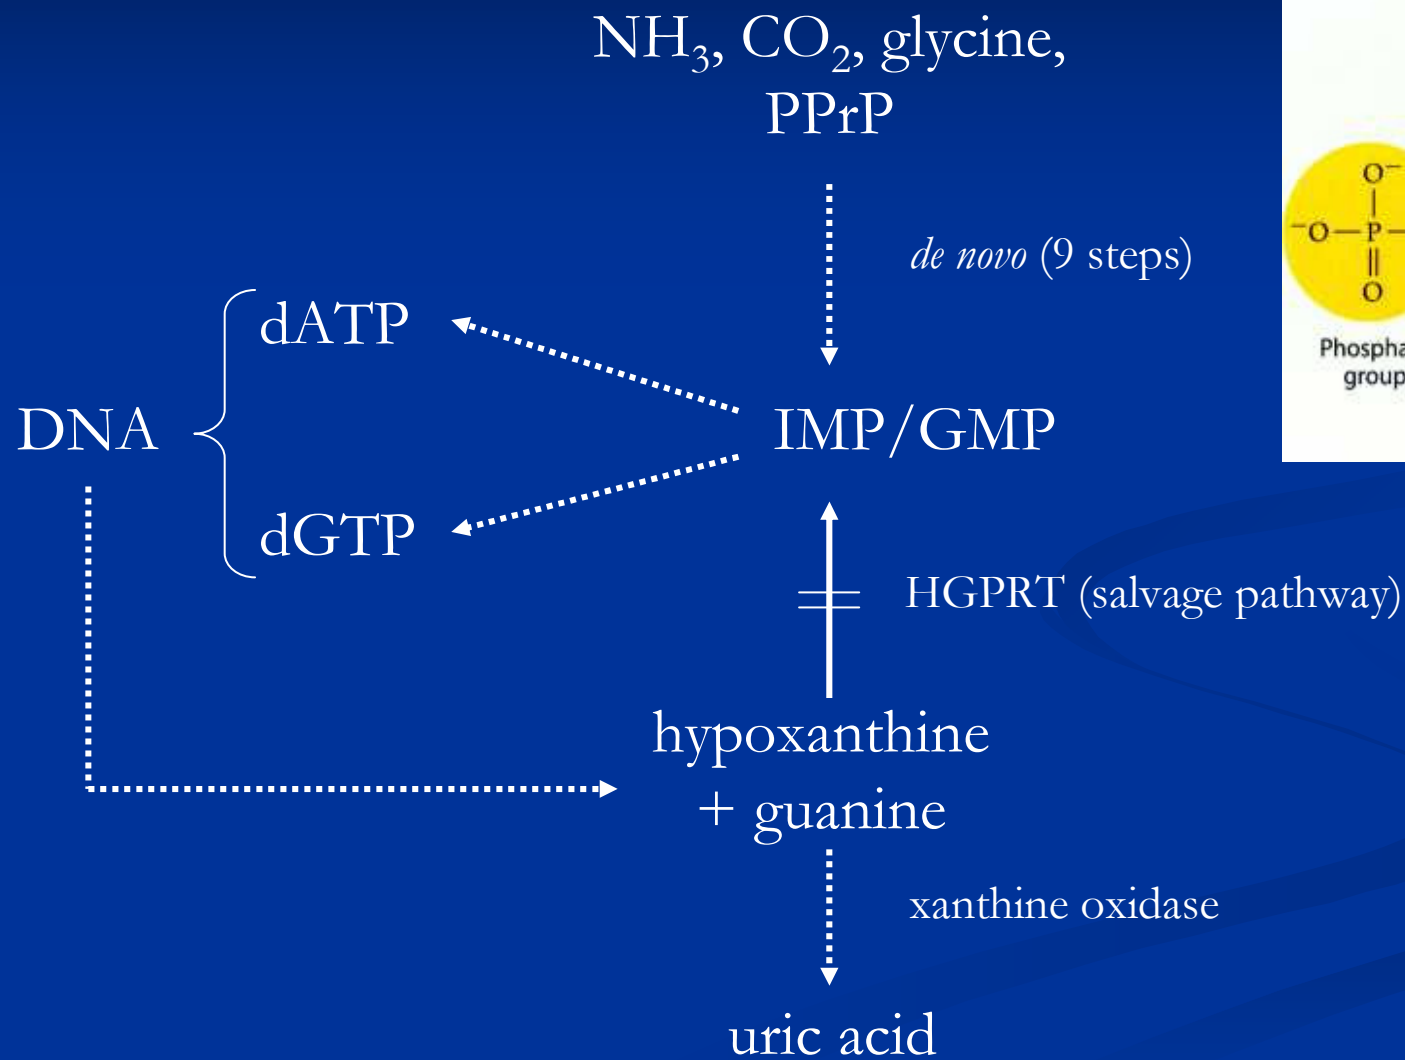 NH₃, CO₂, glycine,
PPrP
de novo (9 steps)
dATP
DNA
IMP/GMP
dGTP
HGPRT (salvage pathway)
hypoxanthine
+ guanine
xanthine oxidase
uric acid
O⁻
⁻O—P—
O
group